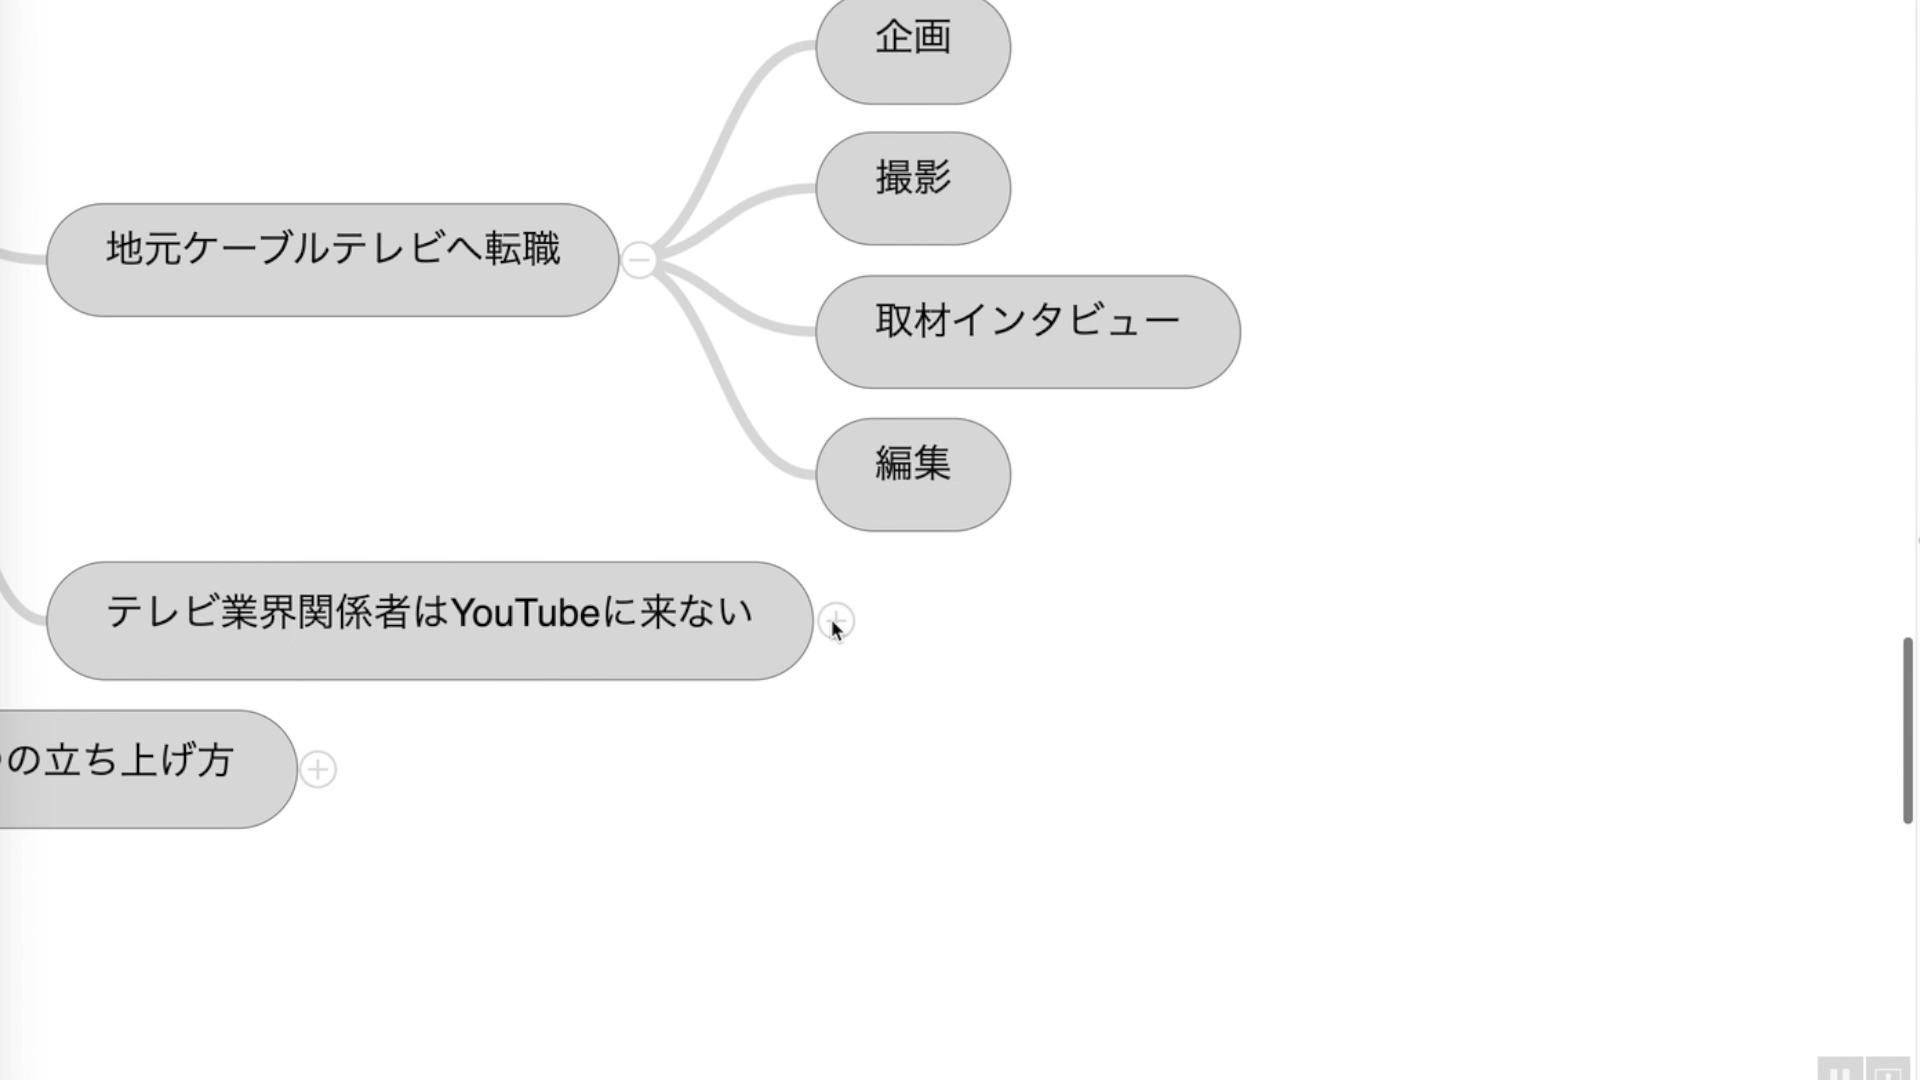 企画
撮影
地元ケーブルテレビへ転職
取材インタビュー
編集
テレビ業界関係者はYouTubeに来ない
の立ち上げ方